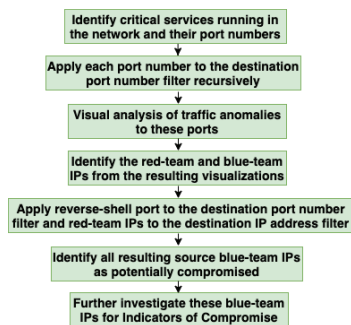 Identify critical services running in
the network and their port numbers
Apply each port number to the destination
port number filter recursively
Visual analysis of traffic anomalies
to these ports
Identify the red-team and blue-team
IPs from the resulting visualizations
Apply reverse-shell port to the destination port number
filter and red-team IPs to the destination IP address filter
Identify all resulting source blue-team IPs
as potentially compromised
Further investigate these blue-team
IPs for Indicators of Compromise